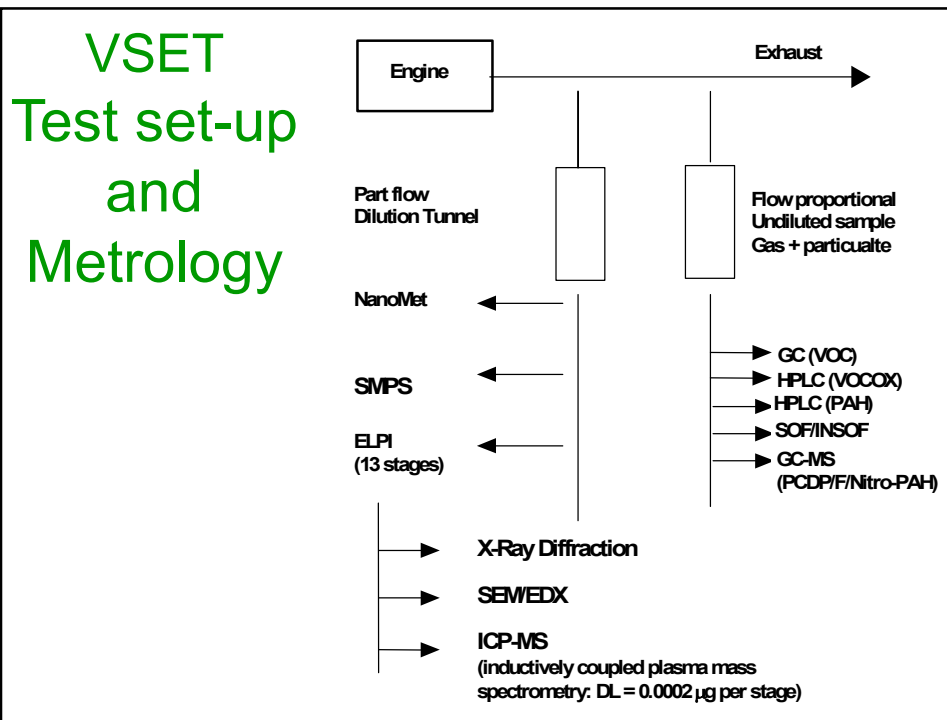 VSET
Test set-up
and
Metrology
Engine
Exhaust
Part flow
Dilution Tunnel
Flow proportional
Undiluted sample
Gas + particualte
NanoMet
SMPS
ELPI
(13 stages)
GC (VOC)
HPLC (VOCOX)
HPLC (PAH)
SOF/INSOF
GC-MS
(PCDP/F/Nitro-PAH)
X-Ray Diffraction
SEM/EDX
ICP-MS
(inductively coupled plasma mass
spectrometry: DL = 0.0002 µg per stage)